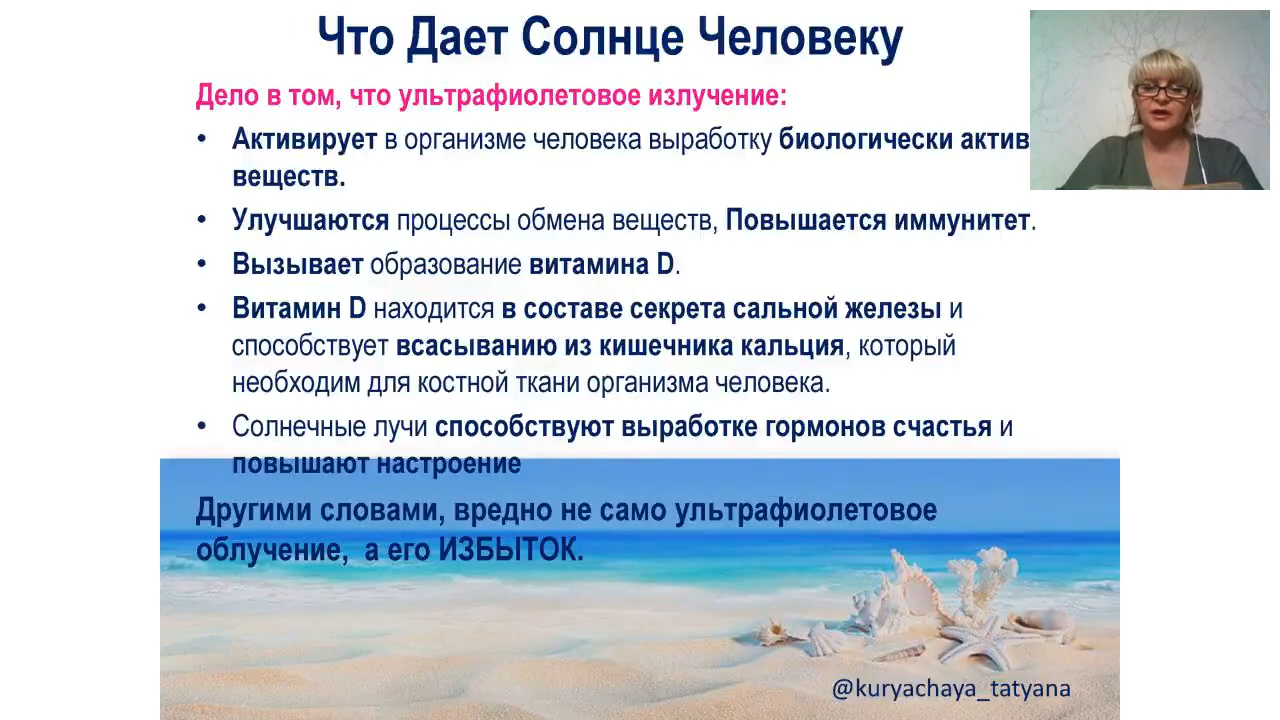 Что Дает Солнце Человеку
Дело в том, что ультрафиолетовое излучение:
• Активирует в организме человека выработку биологически актив
веществ.
• Улучшаются процессы обмена веществ, Повышается иммунитет.
• Вызывает образование витамина D.
• Витамин D находится в составе секрета сальной железы и
способствует всасыванию из кишечника кальция, который
необходим для костной ткани организма человека.
• Солнечные лучи способствуют выработке гормонов счастья и
повышают настроение
Другими словами, вредно не само ультрафиолетовое
облучение, а его ИЗБЫТОК.
@kuryachaya_tatyana